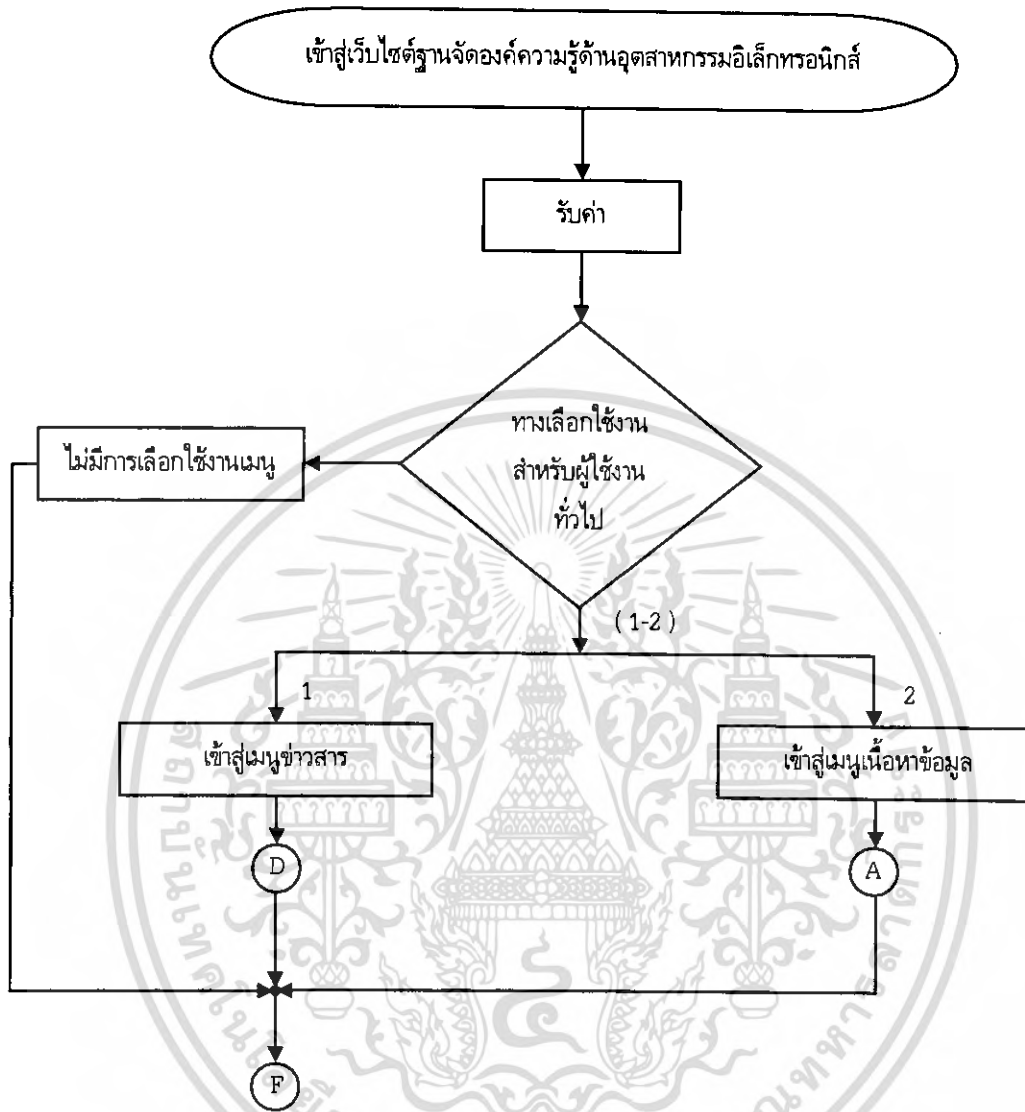 เข้าสู่เว็บไซต์ฐานจัดองค์ความรู้ด้านอุตสาหกรรมอิเล็กทรอนิกส์
รับค่า
ทางเลือกใช้งาน
สำหรับผู้ใช้งาน
ทั่วไป
ไม่มีการเลือกใช้งานเมนู
( 1-2 )
1
2
เข้าสู่เมนูข่าวสาร
เข้าสู่เมนูเนื้อหาข้อมูล
D
A
F